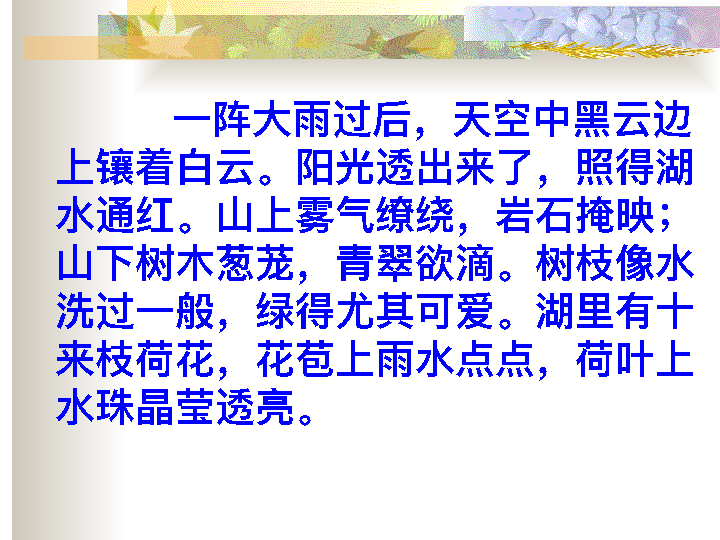 一阵大雨过后，天空中黑云边
上镶着白云。阳光透出来了，照得湖
水通红。山上雾气缭绕，岩石掩映；
山下树木葱茏，青翠欲滴。树枝像水
洗过一般，绿得尤其可爱。湖里有十
来枝荷花，花苞上雨水点点，荷叶上
水珠晶莹透亮。